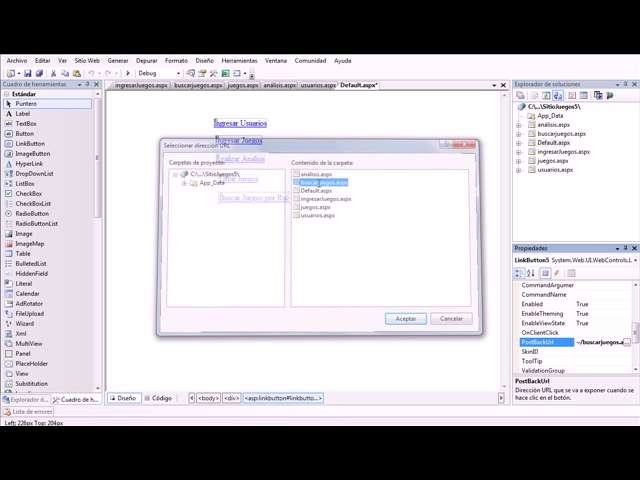 Archivo Editar Ver Sitio Web Generar Depurar Formato Diseño Herramientas Ventana Comunidad Ayuda
Debug
Cuadro de herramientas
ingresarJuegos.aspx buscarjuegos.aspx juegos.aspx análisis.aspx usuarios.aspx Default.aspx*
Explorador de soluciones
Estándar
Puntero
Label
TextBox
Button
LinkButton
ImageButton
HyperLink
DropDownList
ListBox
CheckBox
CheckBoxList
RadioButton
RadioButtonList
Image
ImageMap
Table
BulletedList
HiddenField
Literal
Calendar
AdRotator
FileUpload
Wizard
Xml
MultiView
Panel
PlaceHolder
View
Substitution
Ingresar Usuarios
Ingresar Juegos
Realizar Análisis
Juegos
Buscar Juegos por
Seleccionar dirección URL
Carpetas de proyecto:
C:\...\SitioJuegos5\
App_Data
Contenido de la carpeta:
análisis.aspx
buscarjuegos.aspx
Default.aspx
ingresarJuegos.aspx
juegos.aspx
usuarios.aspx
Aceptar Cancelar
C:\...\SitioJuegos5\
App_Data
análisis.aspx
buscarjuegos.aspx
Default.aspx
ingresarJuegos.aspx
juegos.aspx
usuarios.aspx
Propiedades
LinkButton5 System.Web.UI.WebControls.L
CommandArgumer
CommandName
Enabled True
EnableTheming True
EnableViewState True
OnClientClick
PostBackUrl ~/buscarjuegos.a...
SkinID
ToolTip
ValidationGroup
PostBackUrl
Dirección URL que se va a exponer cuando se hace clic en el botón.
Diseño Código <body> <div> <asp:linkbutton#linkbutto...>
Explorador d... Cuadro de h...
Lista de errores
Left: 226px Top: 204px